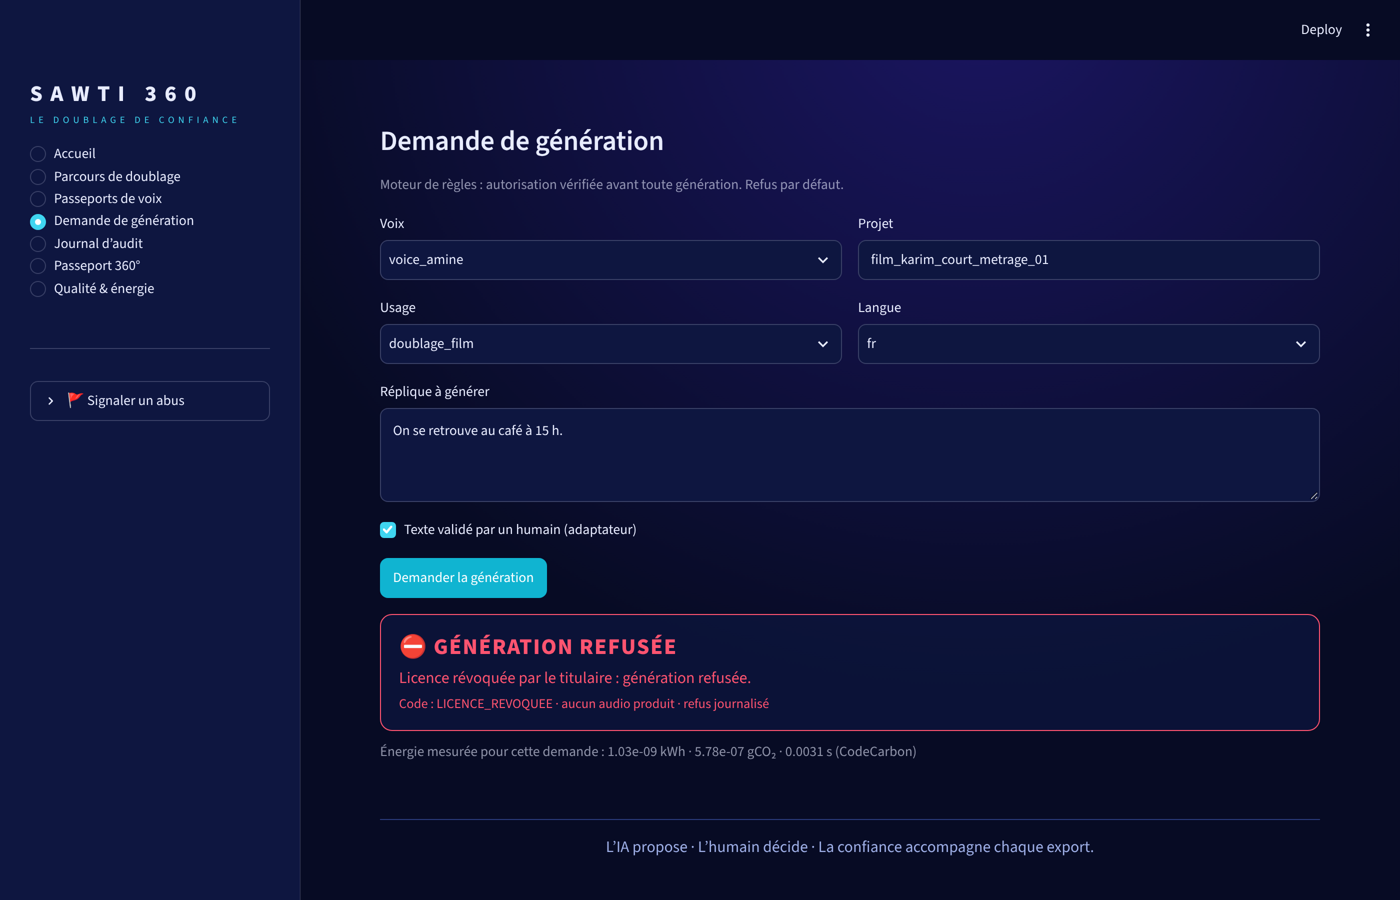 Deploy
SAWTI 360
LE DOUBLAGE DE CONFIANCE
Accueil
Parcours de doublage
Passeports de voix
Demande de génération
Journal d’audit
Passeport 360°
Qualité & énergie
🚩 Signaler un abus
Demande de génération
Moteur de règles : autorisation vérifiée avant toute génération. Refus par défaut.
Voix
voice_amine
Projet
film_karim_court_metrage_01
Usage
doublage_film
Langue
fr
Réplique à générer
On se retrouve au café à 15 h.
Texte validé par un humain (adaptateur)
Demander la génération
⛔ GÉNÉRATION REFUSÉE
Licence révoquée par le titulaire : génération refusée.
Code : LICENCE_REVOQUEE · aucun audio produit · refus journalisé
Énergie mesurée pour cette demande : 1.03e-09 kWh · 5.78e-07 gCO₂ · 0.0031 s (CodeCarbon)
L’IA propose · L’humain décide · La confiance accompagne chaque export.